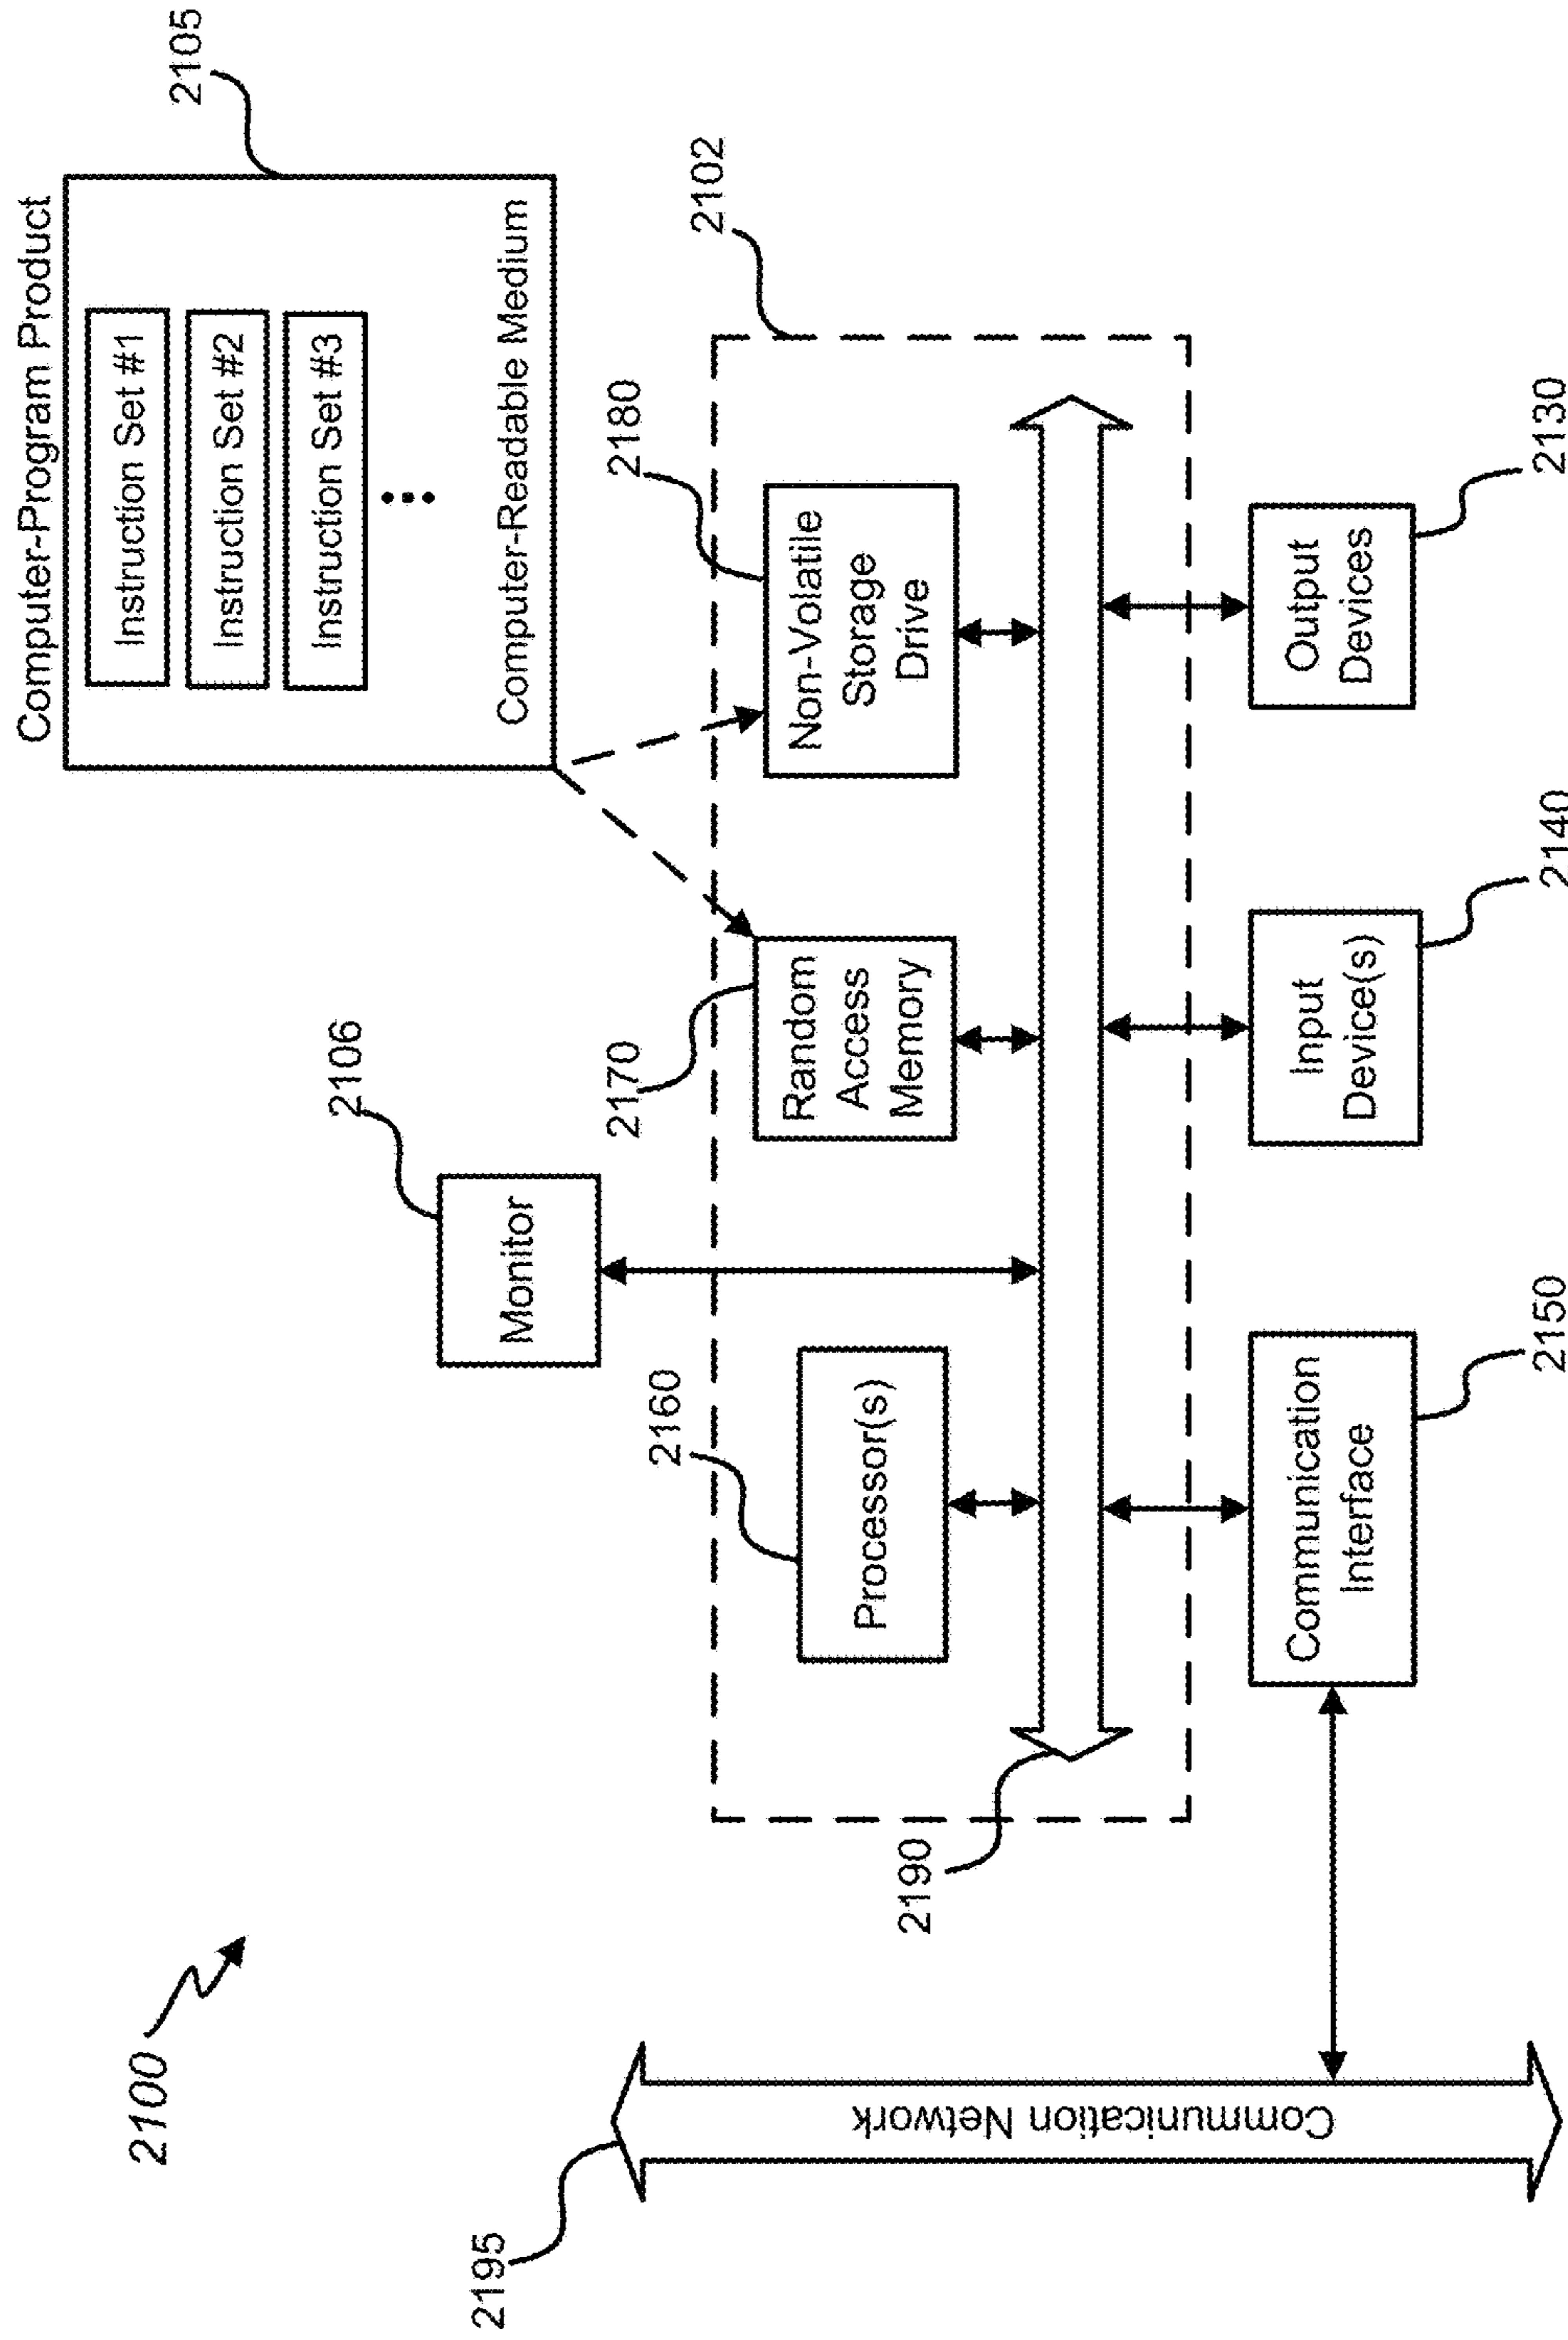 2100
Computer-Program Product
2105
Instruction Set #1
Instruction Set #2
Instruction Set #3
Computer-Readable Medium
2106
Monitor
2102
2160
2170
2180
Processor(s)
Random
Access
Memory
Non-Volatile
Storage
Drive
2190
2195
Communication Network
Communication
Interface
Input
Device(s)
Output
Devices
2150
2140
2130